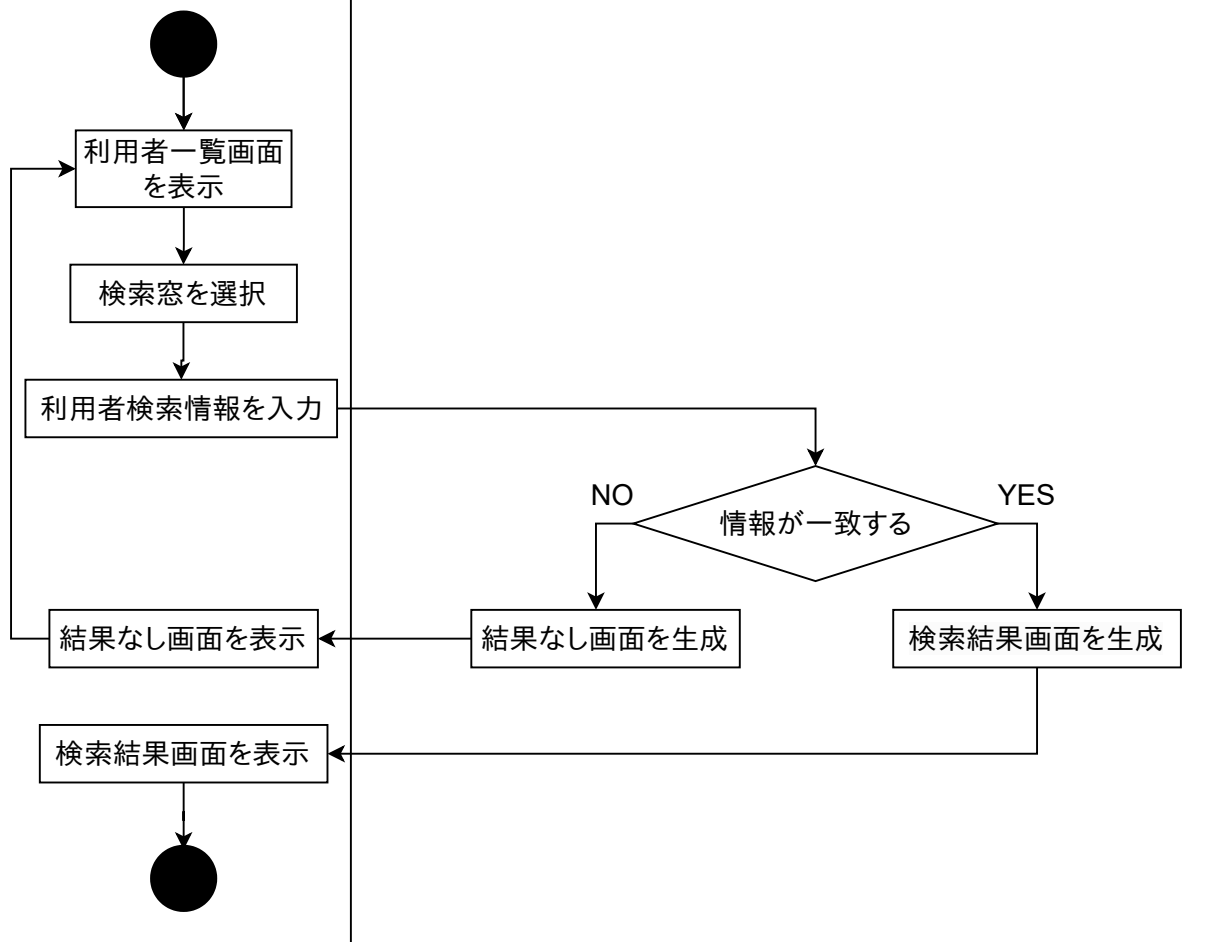 利用者一覧画面
を表示
検索窓を選択
利用者検索情報を入力
NO
YES
情報が一致する
結果なし画面を表示
結果なし画面を生成
検索結果画面を生成
検索結果画面を表示